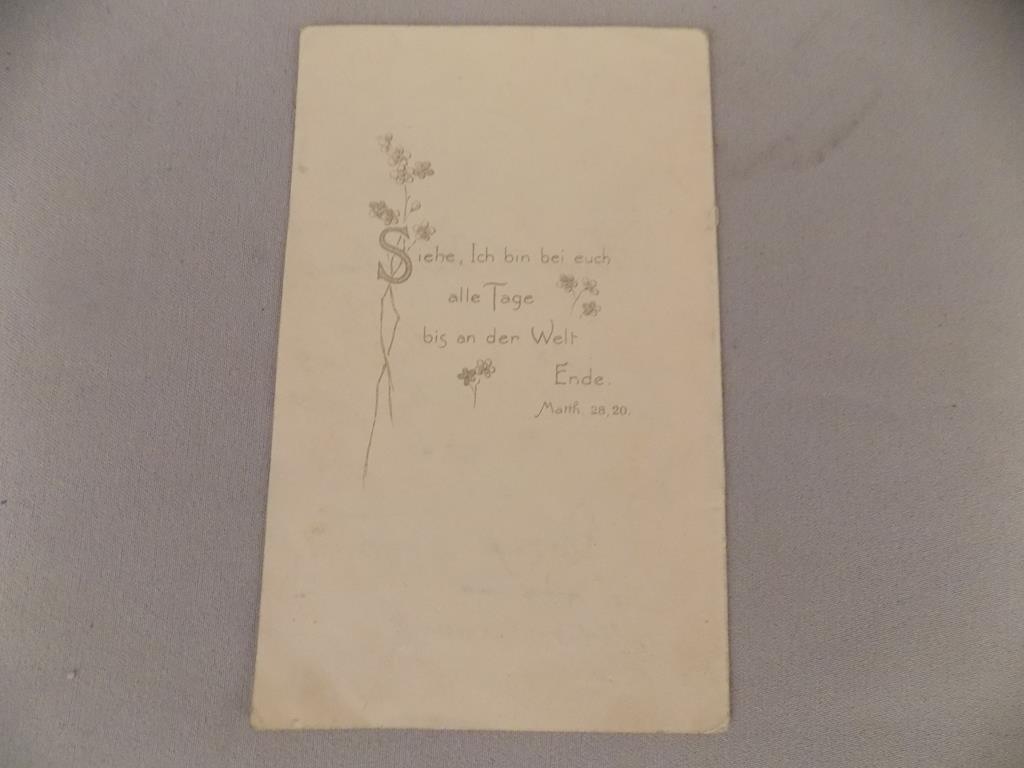 Siehe, Ich bin bei euch
alle Tage
bis an der Welt
Ende.
Matth. 28, 20.